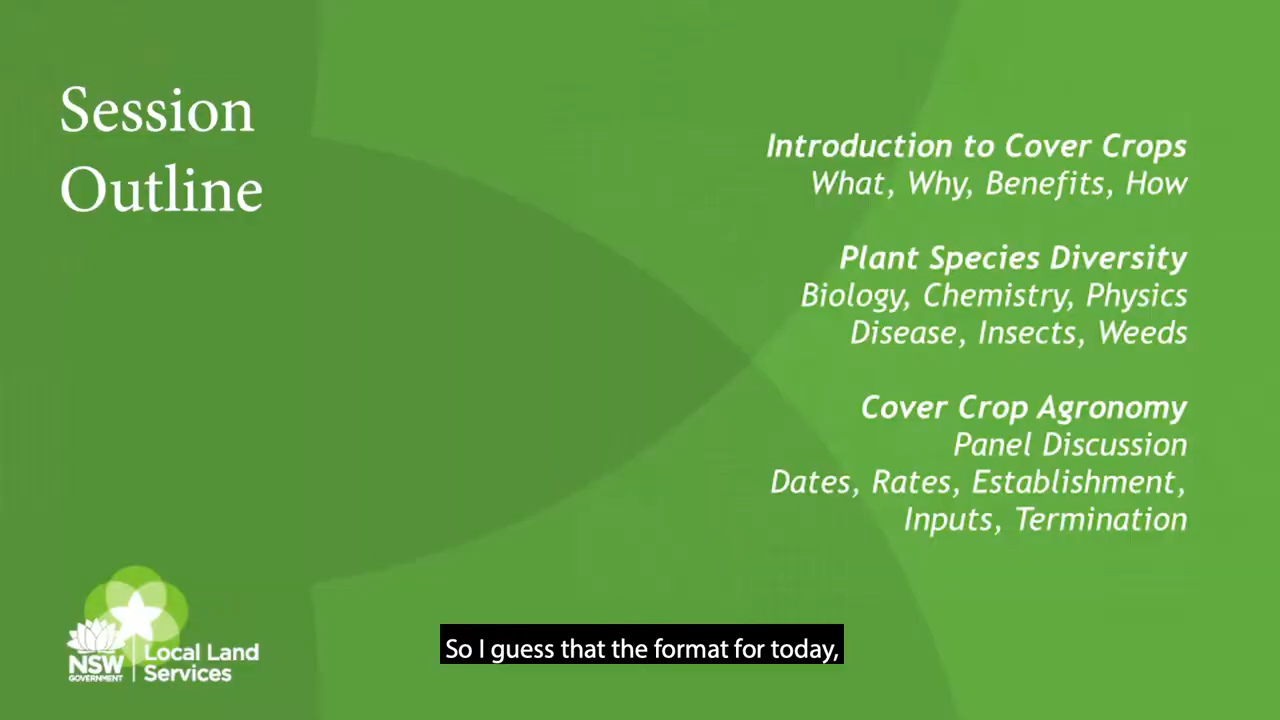 Session
Outline
Introduction to Cover Crops
What, Why, Benefits, How
Plant Species Diversity
Biology, Chemistry, Physics
Disease, Insects, Weeds
Cover Crop Agronomy
Panel Discussion
Dates, Rates, Establishment,
Inputs, Termination
NSW
GOVERNMENT
Local Land
Services
So I guess that the format for today,